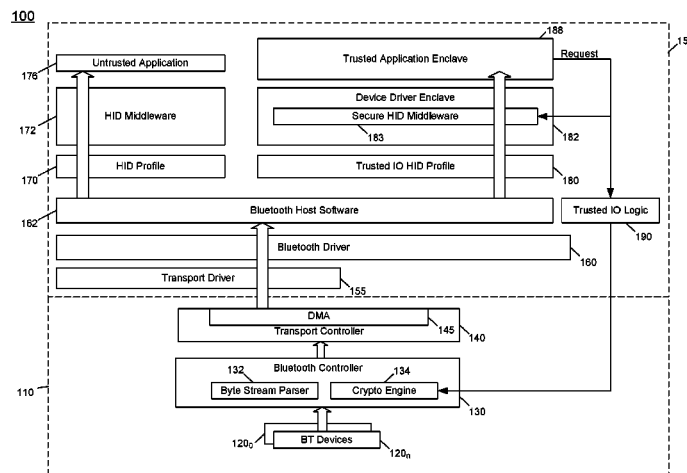 100
188
176
Untrusted Application
Trusted Application Enclave
Request
172
HID Middleware
Device Driver Enclave
Secure HID Middleware
183
182
170
HID Profile
Trusted IO HID Profile
180
162
Bluetooth Host Software
Trusted IO Logic
190
Bluetooth Driver
160
Transport Driver
155
DMA
Transport Controller
145
140
Bluetooth Controller
132
134
Byte Stream Parser
Crypto Engine
110
130
120₀
BT Devices
120ₙ